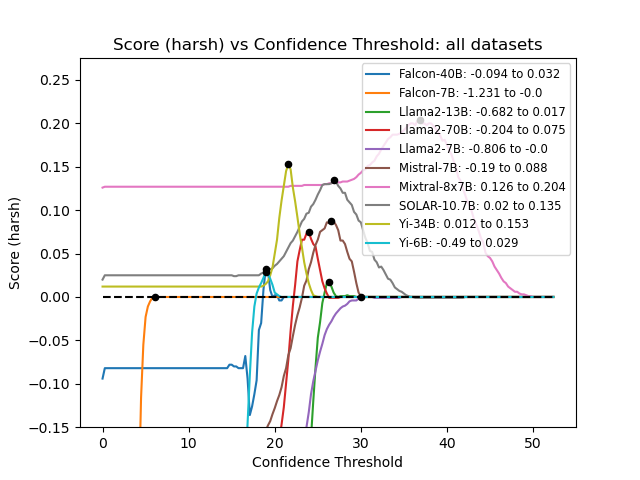 Score (harsh) vs Confidence Threshold: all datasets
Score (harsh)
0.25
0.20
0.15
0.10
0.05
0.00
−0.05
−0.10
−0.15
Falcon-40B: -0.094 to 0.032
Falcon-7B: -1.231 to -0.0
Llama2-13B: -0.682 to 0.017
Llama2-70B: -0.204 to 0.075
Llama2-7B: -0.806 to -0.0
Mistral-7B: -0.19 to 0.088
Mixtral-8x7B: 0.126 to 0.204
SOLAR-10.7B: 0.02 to 0.135
Yi-34B: 0.012 to 0.153
Yi-6B: -0.49 to 0.029
0 10 20 30 40 50
Confidence Threshold